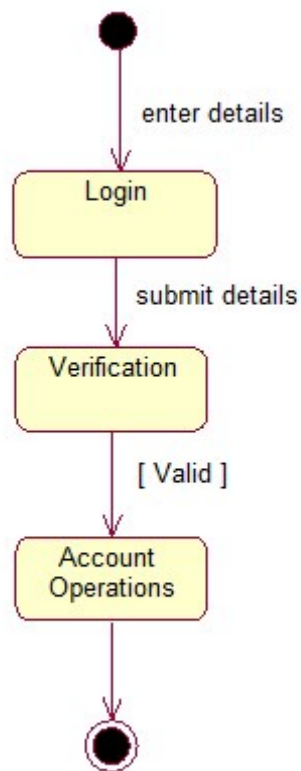 enter details
Login
submit details
Verification
[ Valid ]
Account
Operations